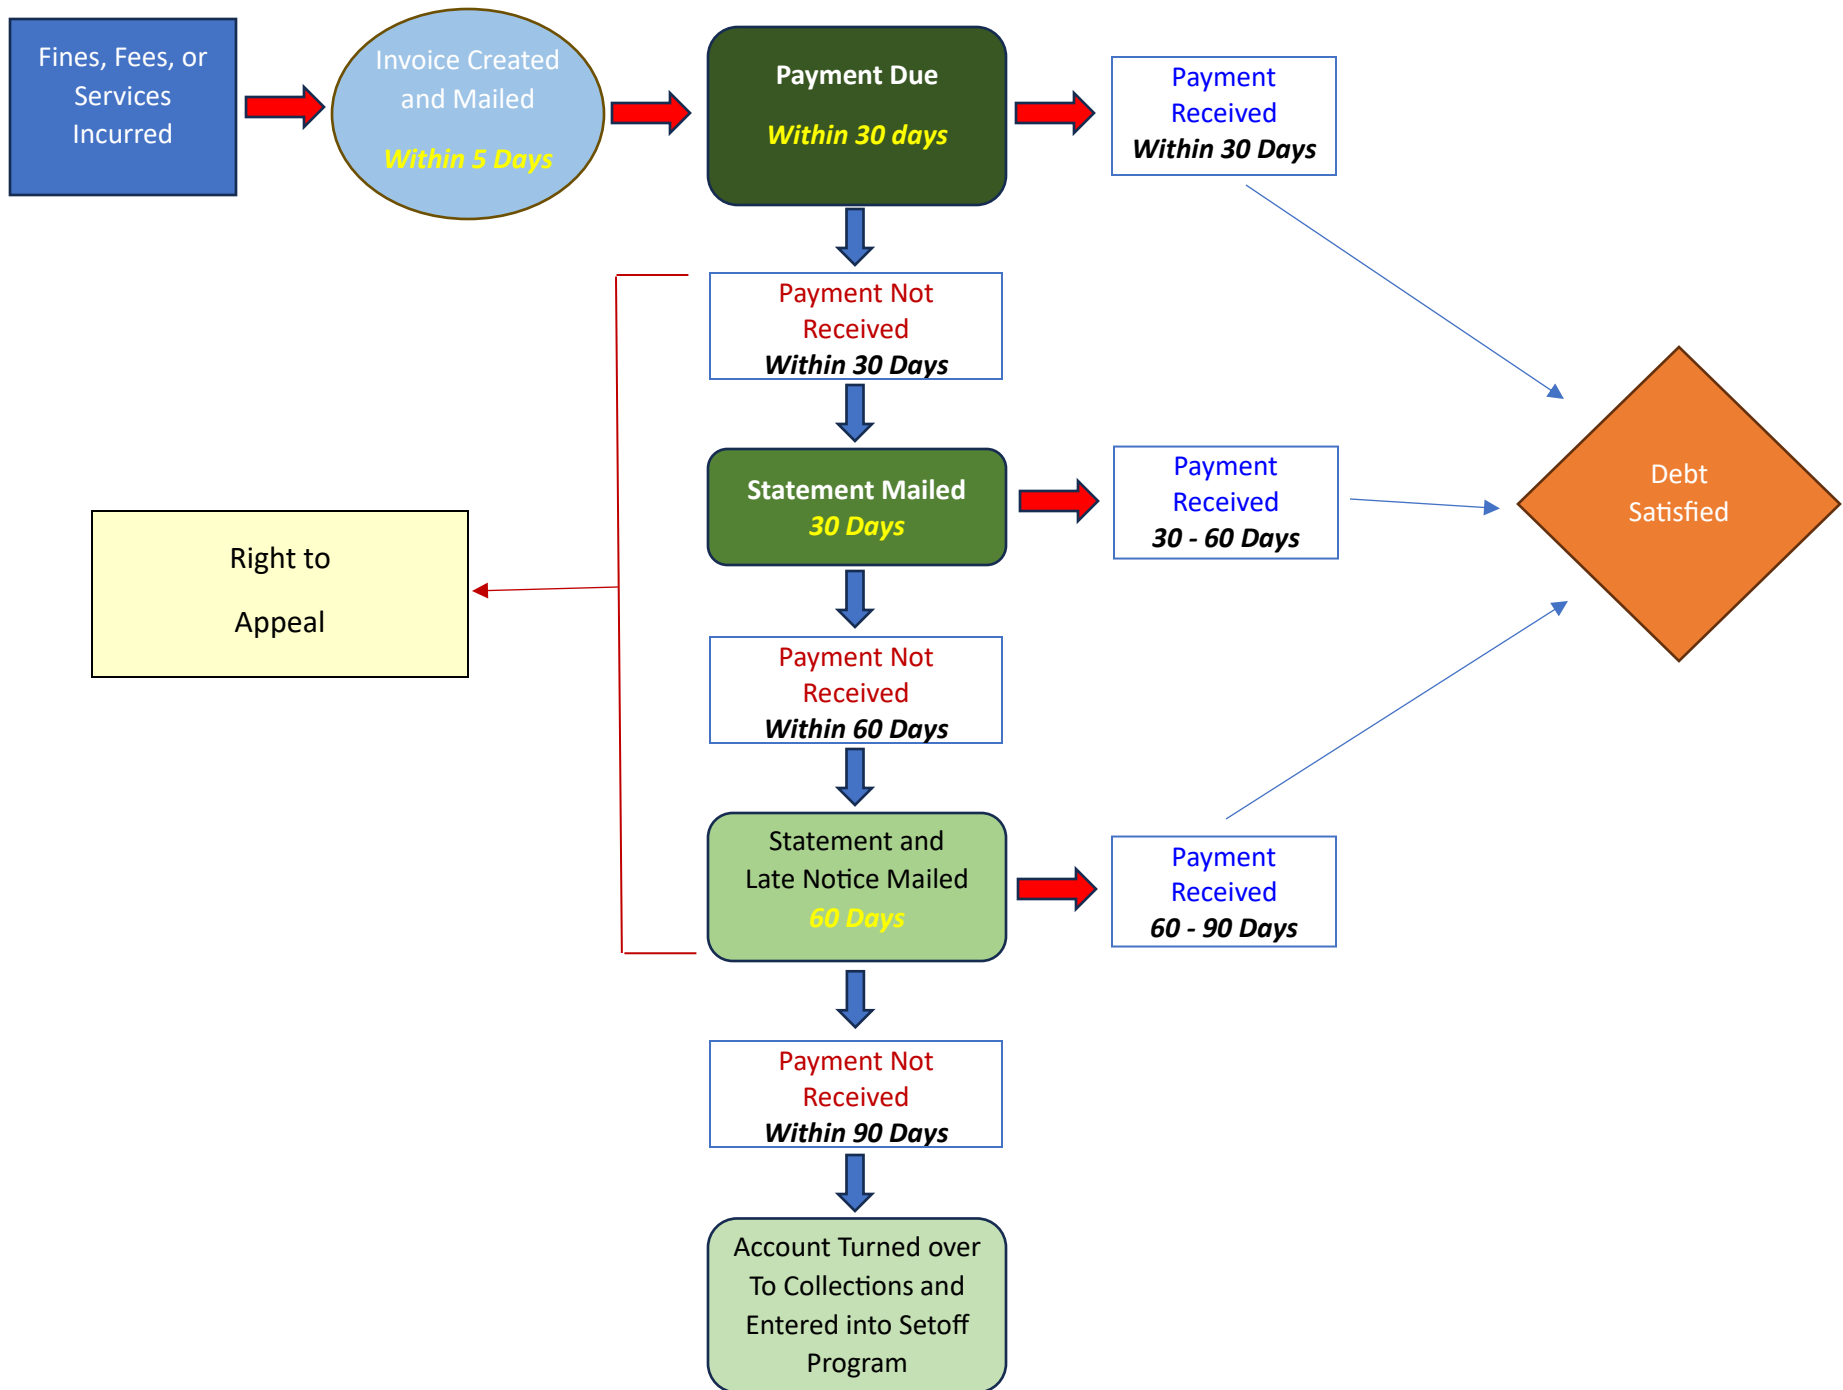 Fines, Fees, or
Services
Incurred
Invoice Created
and Mailed
Within 5 Days
Payment Due
Within 30 days
Payment
Received
Within 30 Days
Payment Not
Received
Within 30 Days
Statement Mailed
30 Days
Payment
Received
30 - 60 Days
Debt
Satisfied
Right to
Appeal
Payment Not
Received
Within 60 Days
Statement and
Late Notice Mailed
60 Days
Payment
Received
60 - 90 Days
Payment Not
Received
Within 90 Days
Account Turned over
To Collections and
Entered into Setoff
Program